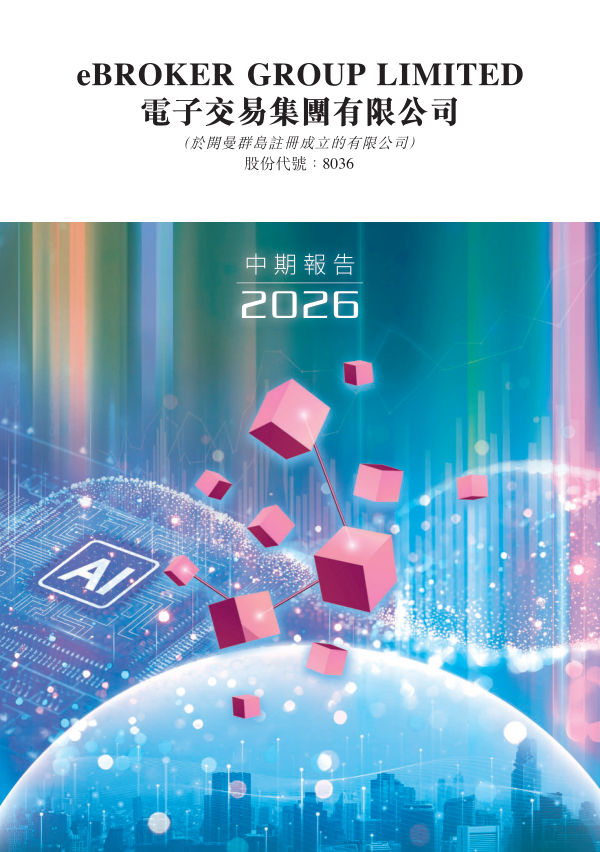 eBROKER GROUP LIMITED
電子交易集團有限公司
(於開曼群島註冊成立的有限公司)
股份代號：8036
中期報告
2026
AI